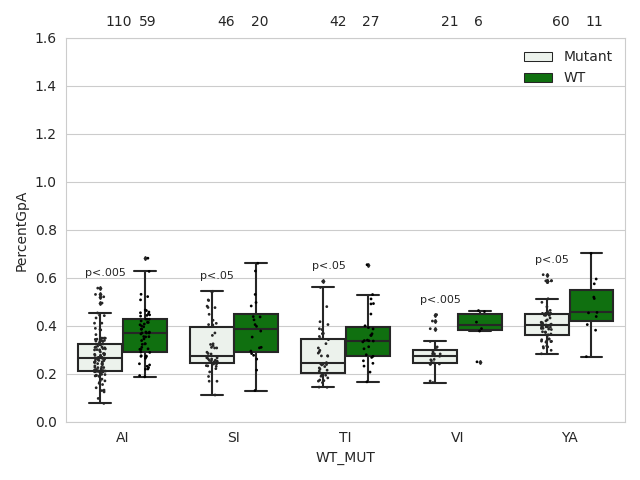 110 59 46 20 42 27 21 6 60 11
1.6
1.4
1.2
1.0
0.8
0.6
0.4
0.2
0.0
PercentGpA
Mutant
WT
p<.005
p<.05
p<.05
p<.005
p<.05
AI SI TI VI YA
WT_MUT